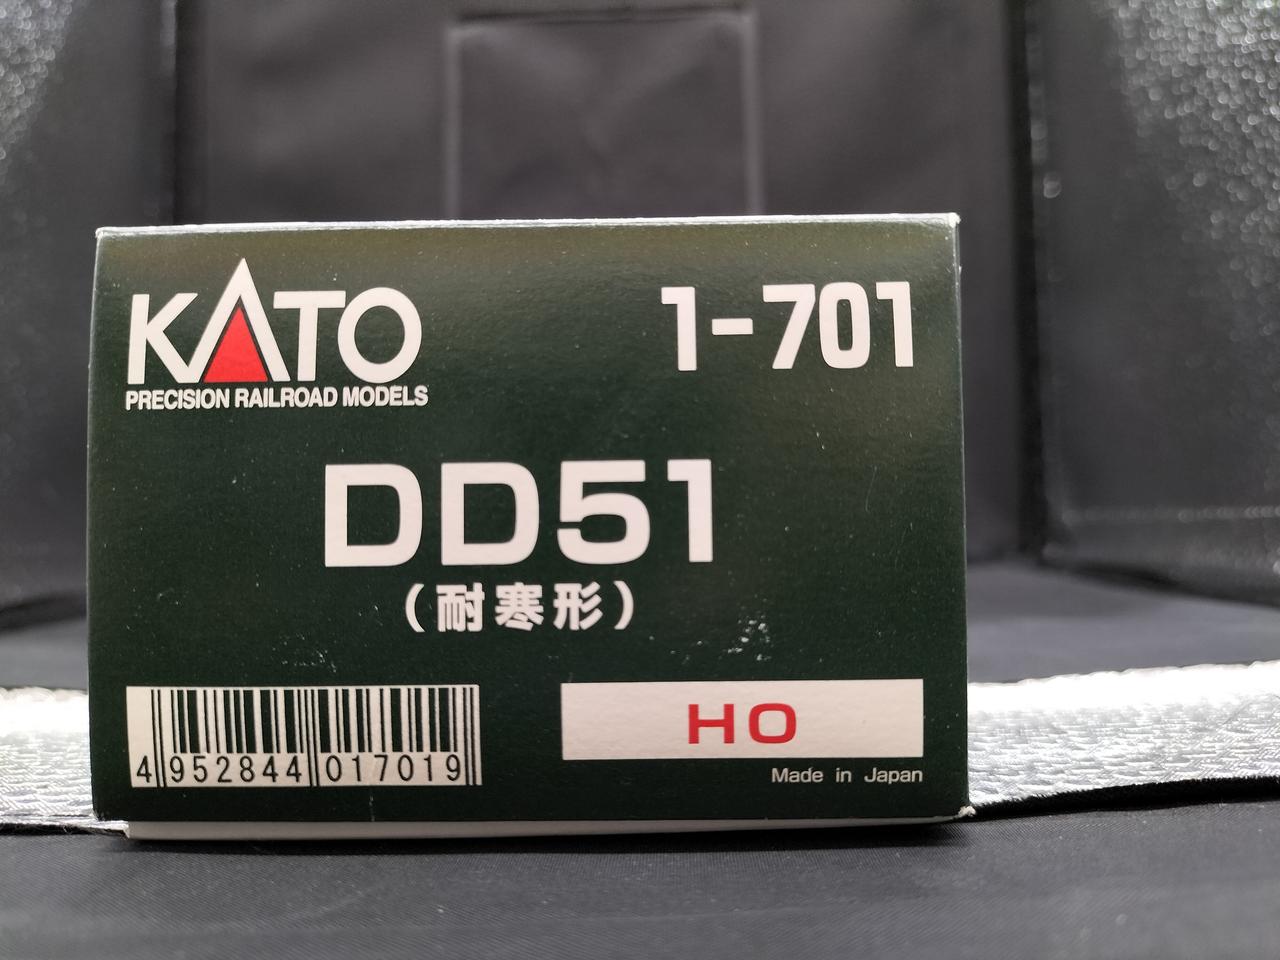 KATO 1-701
PRECISION RAILROAD MODELS
DD51
(耐寒形)
4 952844 017019
HO
Made in Japan